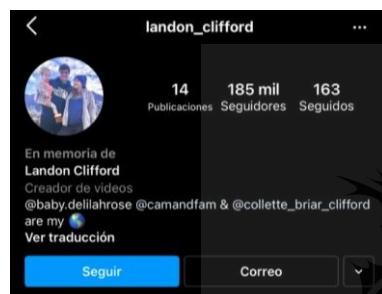 landon_clifford
14 185 mil 163
Publicaciones Seguidores Seguidos
En memoria de
Landon Clifford
Creador de videos
@baby.delilahrose @camandfam & @collette_briar_clifford
are my 🌎
Ver traducción
Seguir Correo